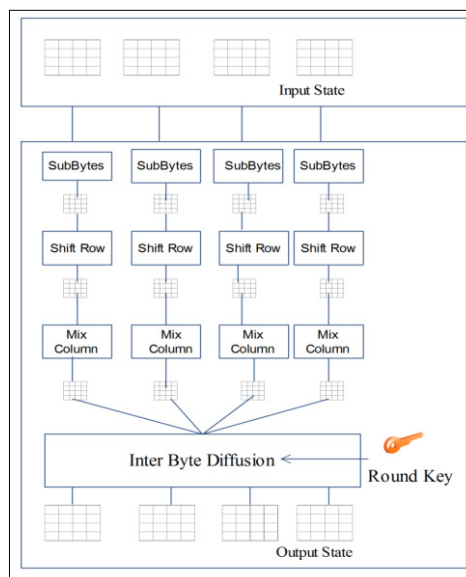 Input State
SubBytes SubBytes SubBytes SubBytes
Shift Row Shift Row Shift Row Shift Row
Mix Mix Mix Mix
Column Column Column Column
Inter Byte Diffusion
Round Key
Output State